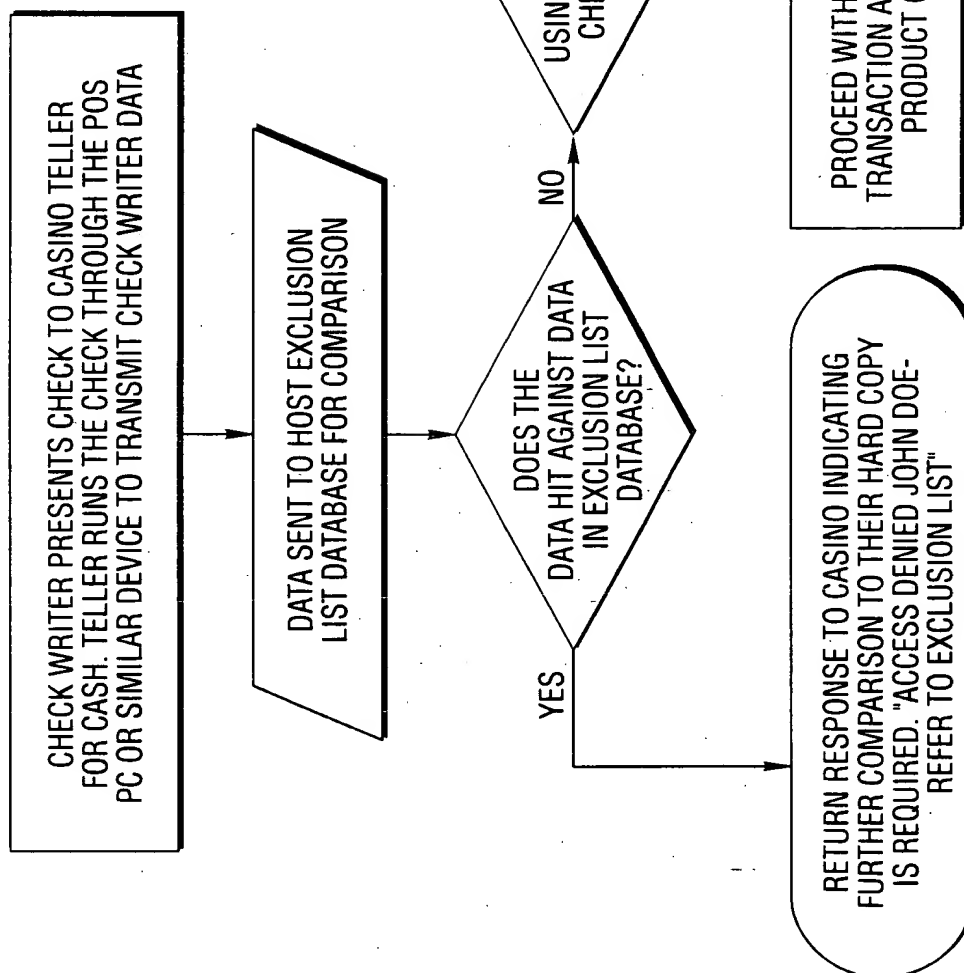 CHECK WRITER PRESENTS CHECK TO CASINO TELLER
FOR CASH. TELLER RUNS THE CHECK THROUGH THE POS
PC OR SIMILAR DEVICE TO TRANSMIT CHECK WRITER DATA
DATA SENT TO HOST EXCLUSION
LIST DATABASE FOR COMPARISON
DOES THE
DATA HIT AGAINST DATA
IN EXCLUSION LIST
DATABASE?
YES
NO
RETURN RESPONSE TO CASINO INDICATING
FURTHER COMPARISON TO THEIR HARD COPY
IS REQUIRED. "ACCESS DENIED JOHN DOE-
REFER TO EXCLUSION LIST"
PROCEED WITH
TRANSACTION
PRODUCT